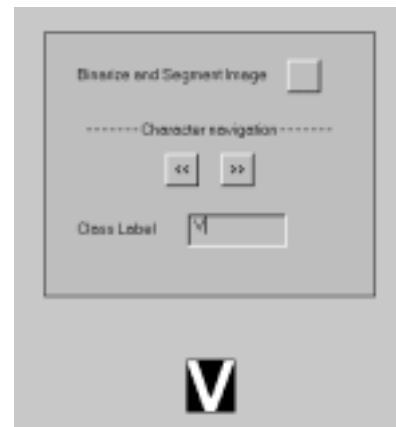 Binarize and Segment Image
------- Character navigation -------
<< >>
Class Label V
V